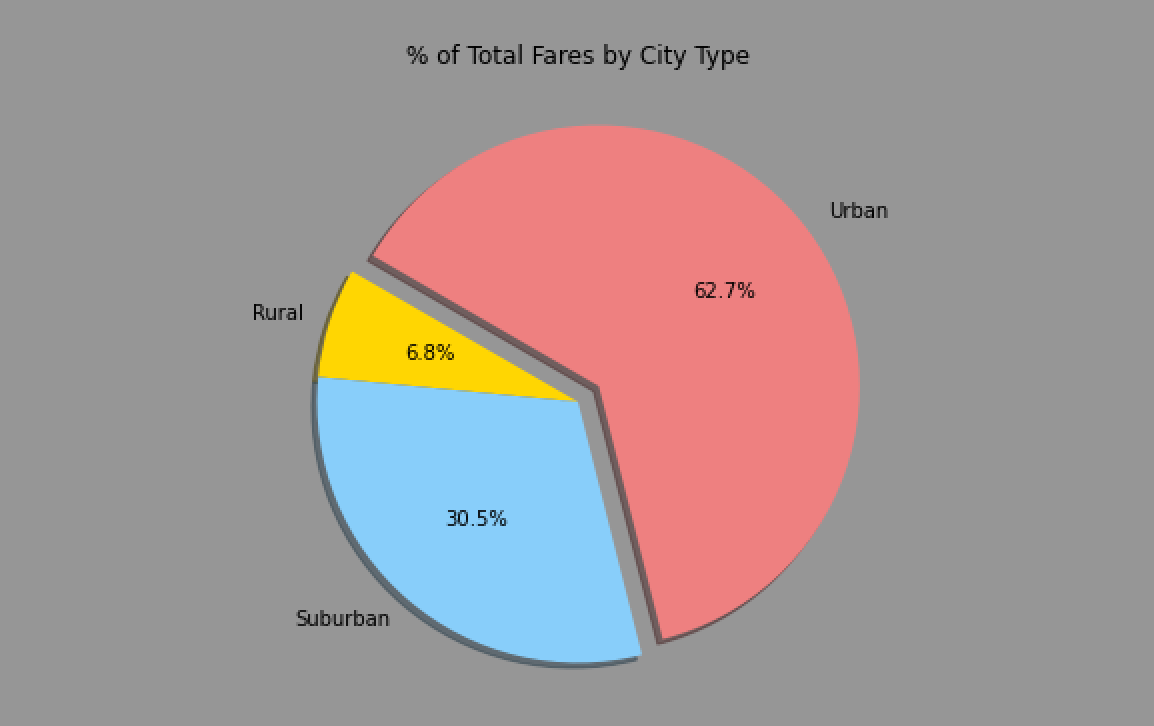 % of Total Fares by City Type
Urban
62.7%
Rural
6.8%
30.5%
Suburban